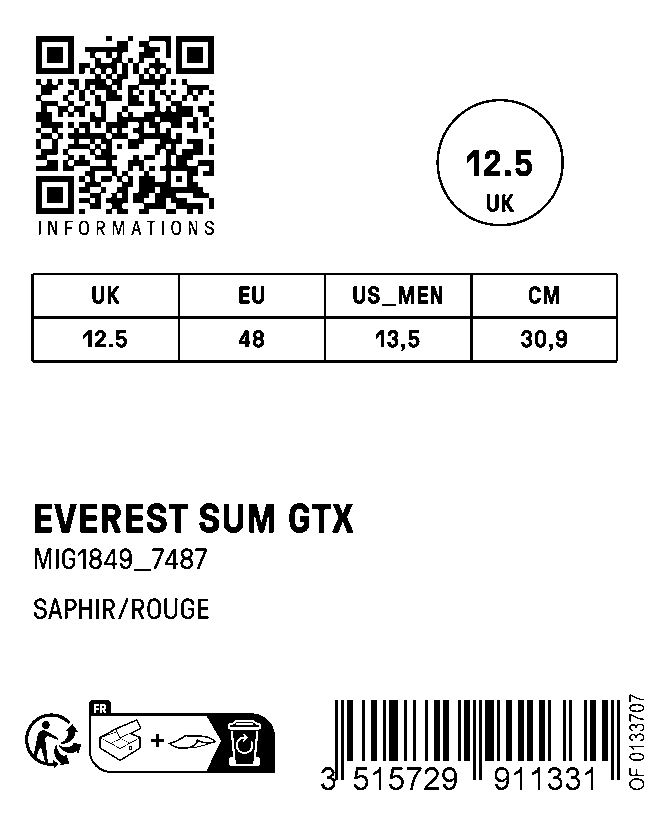 INFORMATIONS
12.5
UK
UK EU US_MEN CM
12.5 48 13,5 30,9
EVEREST SUM GTX
MIG1849_7487
SAPHIR/ROUGE
FR
3 515729 911331
OF 0133707